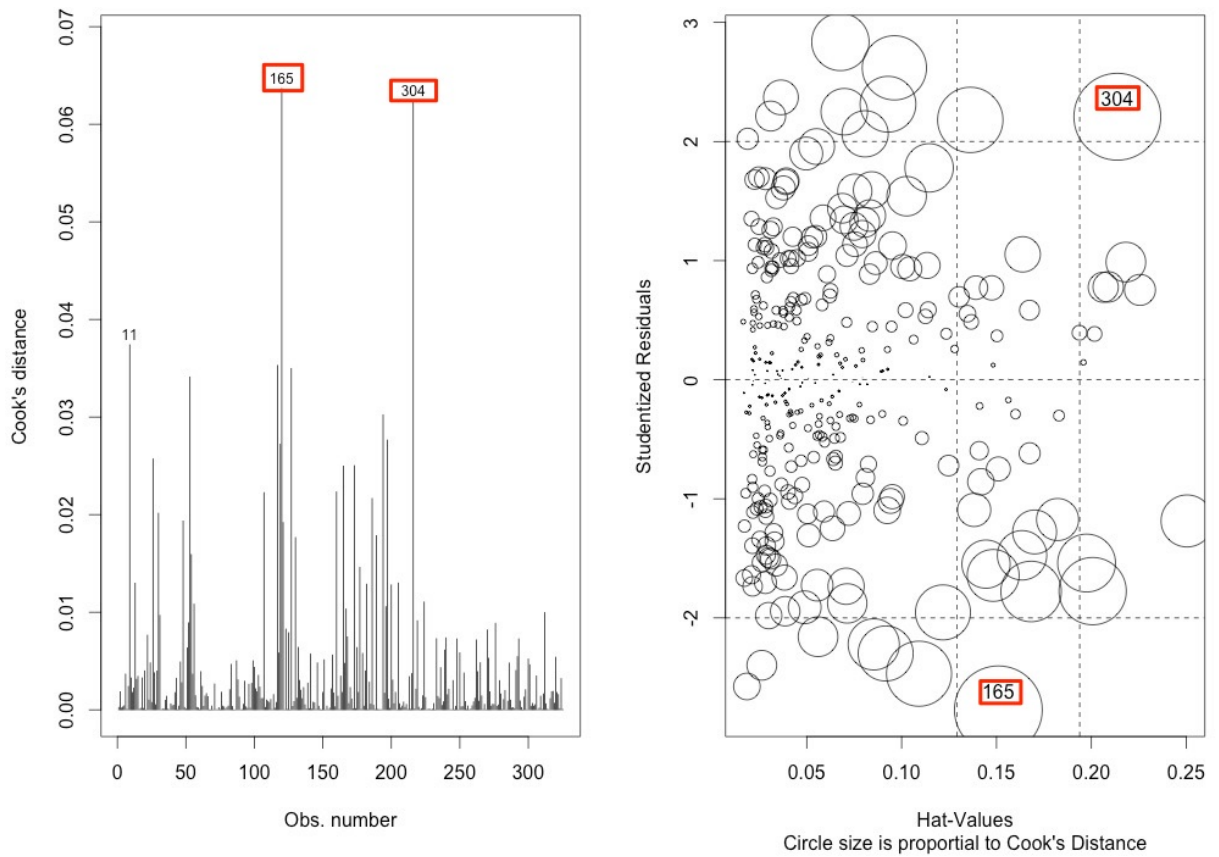 0.07
0.06
0.05
0.04
0.03
0.02
0.01
0.00
Cook's distance
11
165
304
0 50 100 150 200 250 300
Obs. number
3
2
1
0
-1
-2
Studentized Residuals
304
165
0.05 0.10 0.15 0.20 0.25
Hat-Values
Circle size is proportial to Cook's Distance